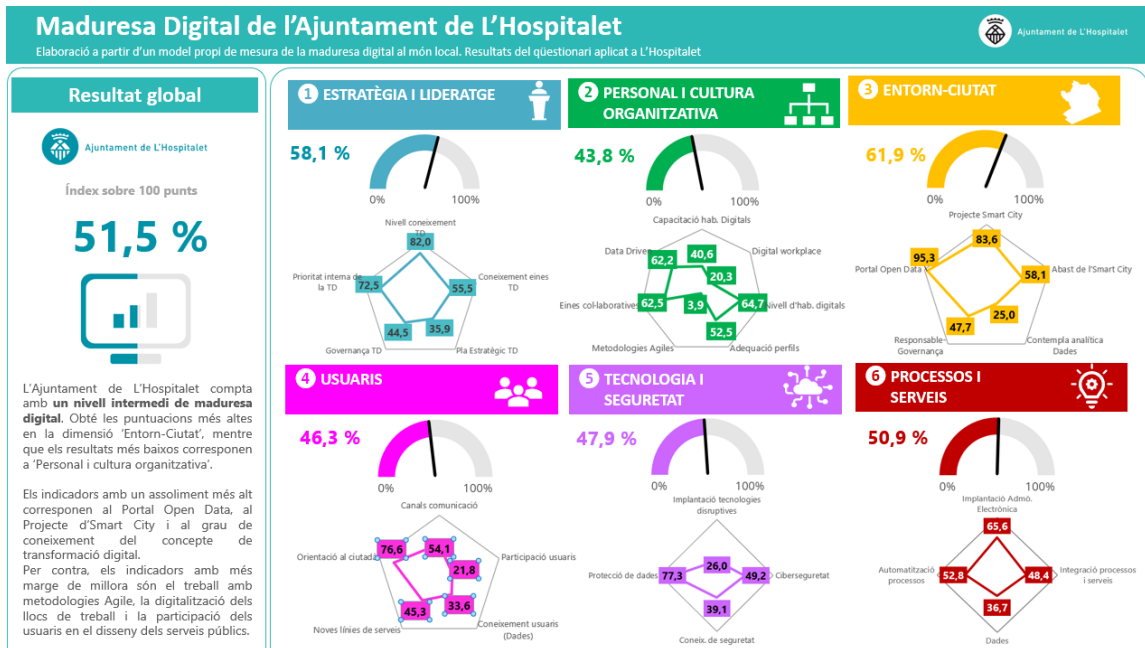 Maduresa Digital de l'Ajuntament de L'Hospitalet
Elaboració a partir d'un model propi de mesura de la maduresa digital al món local. Resultats del qüestionari aplicat a L'Hospitalet
Ajuntament de L'Hospitalet
Resultat global
Ajuntament de L'Hospitalet
Índex sobre 100 punts
51,5 %
L'Ajuntament de L'Hospitalet compta
amb un nivell intermedi de maduresa
digital. Obté les puntuacions més altes
en la dimensió 'Entorn-Ciutat', mentre
que els resultats més baixos corresponen
a 'Personal i cultura organitzativa'.
Els indicadors amb un assoliment més alt
corresponen al Portal Open Data, al
Projecte d'Smart City i al grau de
coneixement del concepte de
transformació digital.
Per contra, els indicadors amb més
marge de millora són el treball amb
metodologies Agile, la digitalització dels
llocs de treball i la participació dels
usuaris en el disseny dels serveis públics.
1 ESTRATÈGIA I LIDERATGE
58,1 %
0%
100%
Nivell coneixement
TD
82,0
Prioritat interna de
la TD
72,5
Coneixement eines
TD
55,5
44,5
35,9
Governança TD
Pla Estratègic TD
2 PERSONAL I CULTURA
ORGANITZATIVA
43,8 %
0%
100%
Capacitació hab. Digitals
Data Driven
Digital workplace
62,2
40,6
20,3
Eines col·laboratives
62,5
3,9
64,7
Nivell d'hab. digitals
52,5
Metodologies Agiles
Adequació perfils
3 ENTORN-CIUTAT
61,9 %
0%
100%
Projecte Smart City
83,6
95,3
Portal Open Data
58,1
Abast de l'Smart City
47,7
25,0
Responsable-
Governança
Contempla analítica
Dades
4 USUARIS
46,3 %
0%
100%
Canals comunicació
Orientació al ciutadà
76,6
54,1
Participació usuaris
21,8
45,3
33,6
Noves línies de serveis
Coneixement usuaris
(Dades)
5 TECNOLOGIA I
SEGURETAT
47,9 %
0%
100%
Implantació tecnologies
disruptives
Protecció de dades
77,3
26,0
49,2
Ciberseguretat
39,1
Coneix. de seguretat
6 PROCESSOS I
SERVEIS
50,9 %
0%
100%
Implantació Admó.
Electrònica
65,6
Automatització
processos
52,8
48,4
Integració processos
i serveis
36,7
Dades